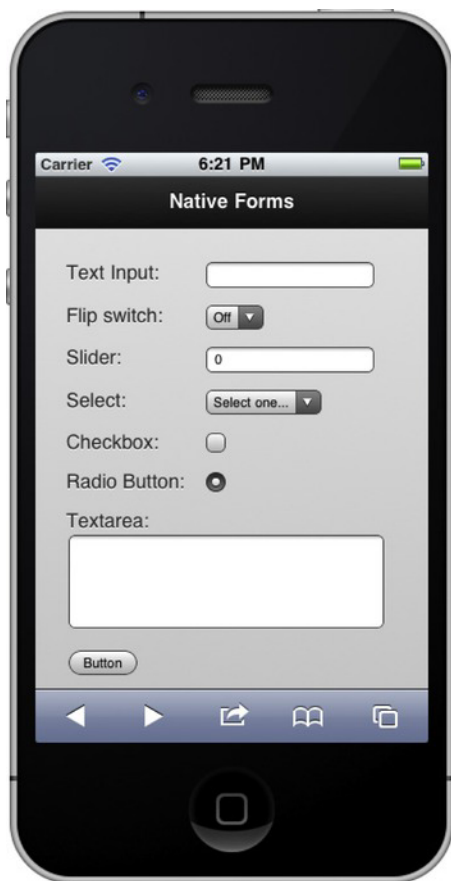 Carrier 6:21 PM
Native Forms
Text Input:
Flip switch: Off
Slider: 0
Select: Select one...
Checkbox:
Radio Button:
Textarea:
Button